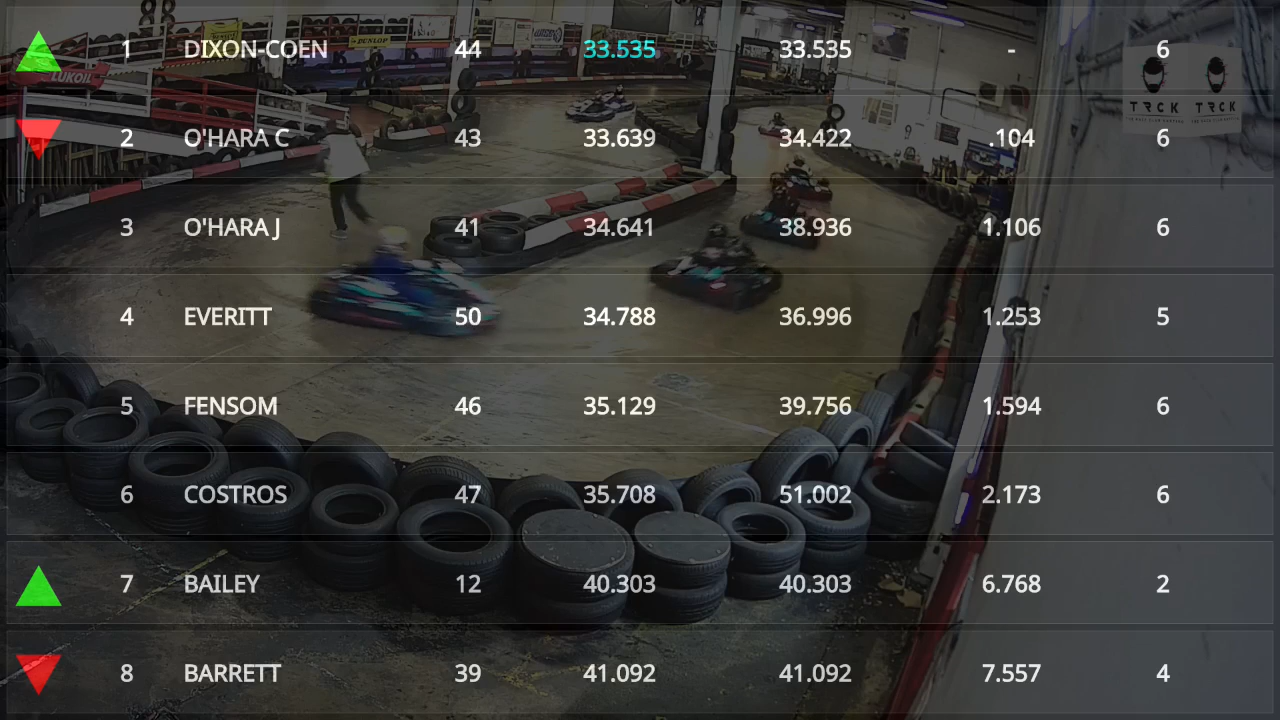 1 DIXON-COEN 44 33.535 33.535 - 6
2 O'HARA C 43 33.639 34.422 .104 6
3 O'HARA J 41 34.641 38.936 1.106 6
4 EVERITT 50 34.788 36.996 1.253 5
5 FENSOM 46 35.129 39.756 1.594 6
6 COSTROS 47 35.708 51.002 2.173 6
7 BAILEY 12 40.303 40.303 6.768 2
8 BARRETT 39 41.092 41.092 7.557 4
DUNLOP
LUKOIL
TRCK TRCK